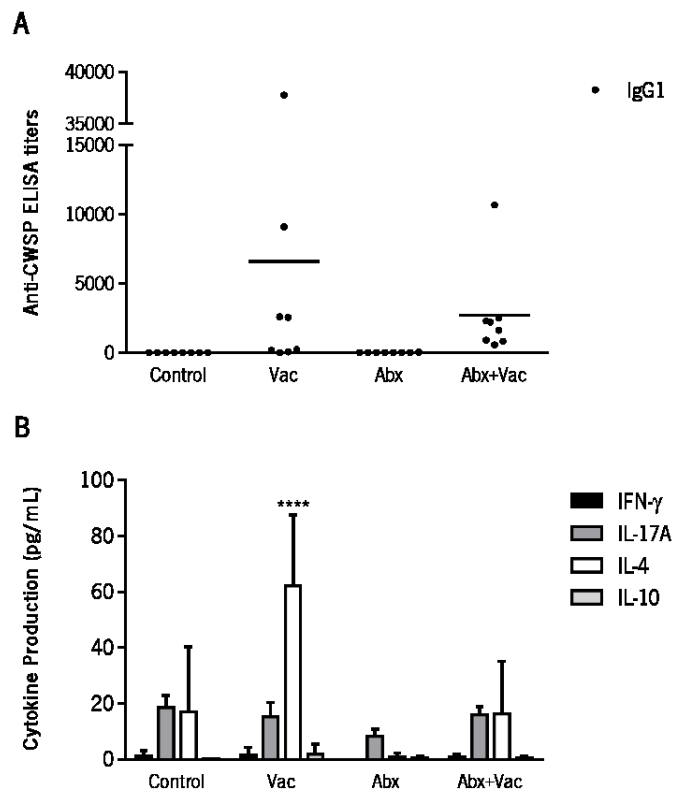 A
Anti-CWSP ELISA titers
40000
35000
15000
10000
5000
0
Control Vac Abx Abx+Vac
IgG1
B
Cytokine Production (pg/mL)
100
80
60
40
20
0
****
Control Vac Abx Abx+Vac
IFN-γ
IL-17A
IL-4
IL-10